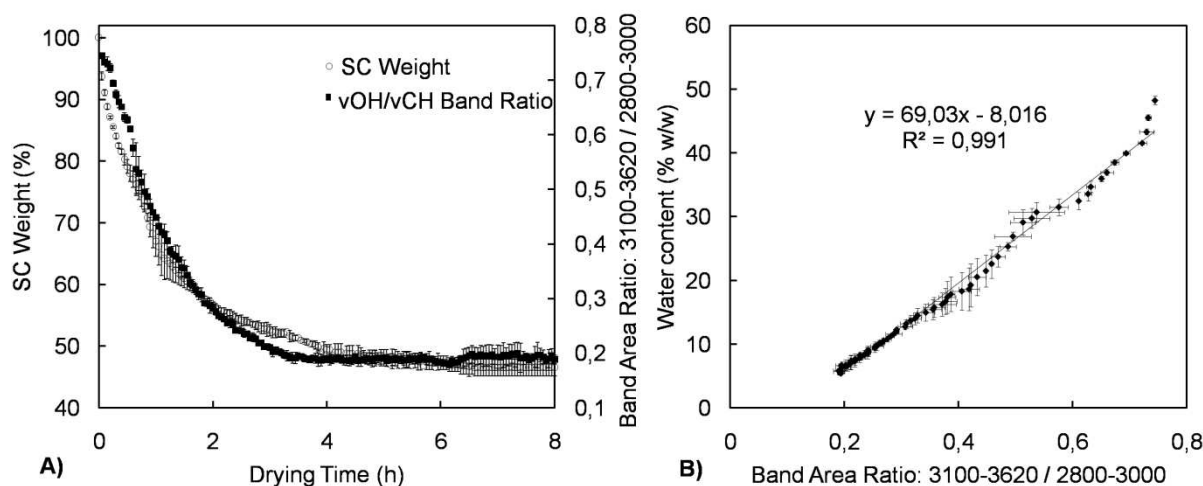 100
90
80
70
60
50
40
SC Weight (%)
0
2
4
6
8
Drying Time (h)
A)
SC Weight
vOH/vCH Band Ratio
0,8
0,7
0,6
0,5
0,4
0,3
0,2
0,1
Band Area Ratio: 3100-3620 / 2800-3000
60
50
40
30
20
10
0
Water content (% w/w)
y = 69,03x - 8,016
R² = 0,991
0
0,2
0,4
0,6
0,8
B)
Band Area Ratio: 3100-3620 / 2800-3000